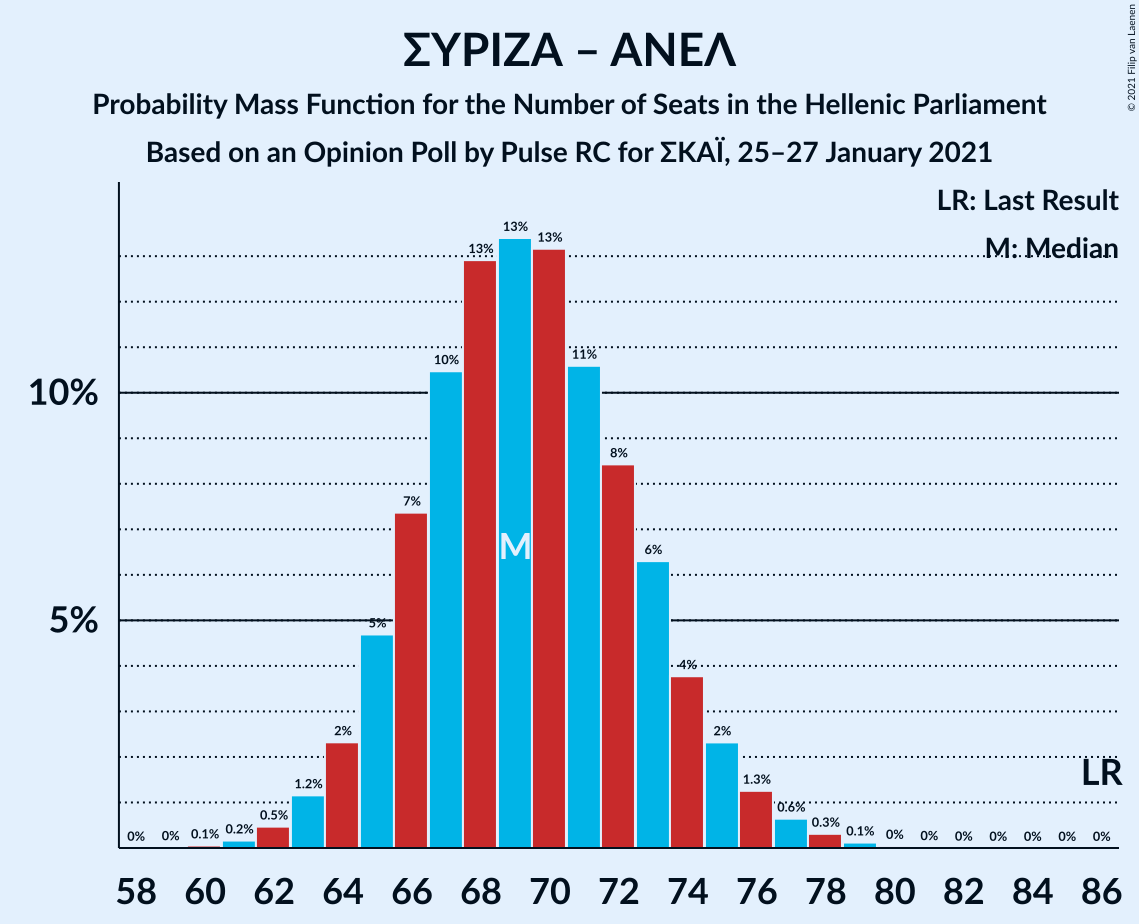 ΣΥΡΙΖΑ – ΑΝΕΛ
Probability Mass Function for the Number of Seats in the Hellenic Parliament
Based on an Opinion Poll by Pulse RC for ΣΚΑΪ, 25–27 January 2021
© 2021 Filip van Laenen
LR: Last Result
M: Median
13%
13%
13%
11%
10%
10%
8%
7%
6%
M
5%
5%
4%
2%
2%
LR
1.2%
1.3%
0.5%
0.6%
0% 0% 0.1% 0.2% 0.3% 0.1% 0% 0% 0% 0% 0% 0% 0%
58 60 62 64 66 68 70 72 74 76 78 80 82 84 86